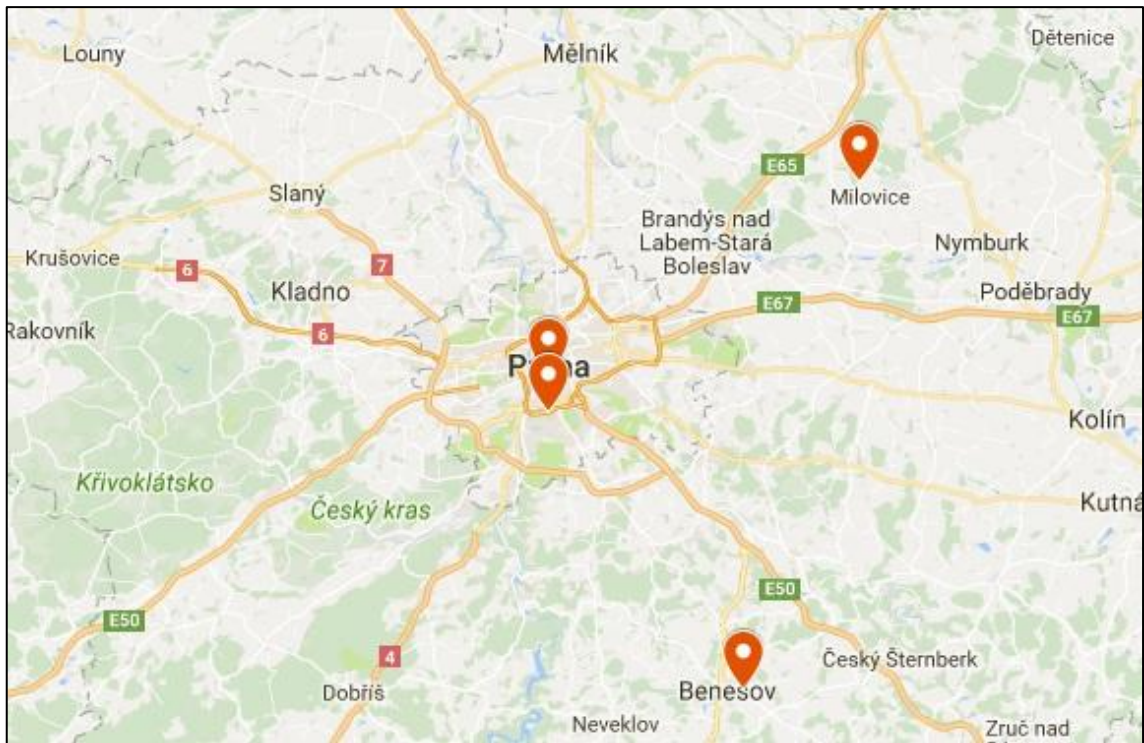 Louny
Mělník
Dětenice
E65
Milovice
Slaný
Brandýs nad
Labem-Stará
Boleslav
Nymburk
Krušovice
6
7
Kladno
E67
Poděbrady
E67
Rakovník
6
Kolín
Křivoklátsko
Český kras
Kutná
E50
E50
4
Český Šternberk
Dobříš
Benešov
Neveklov
Zruč nad